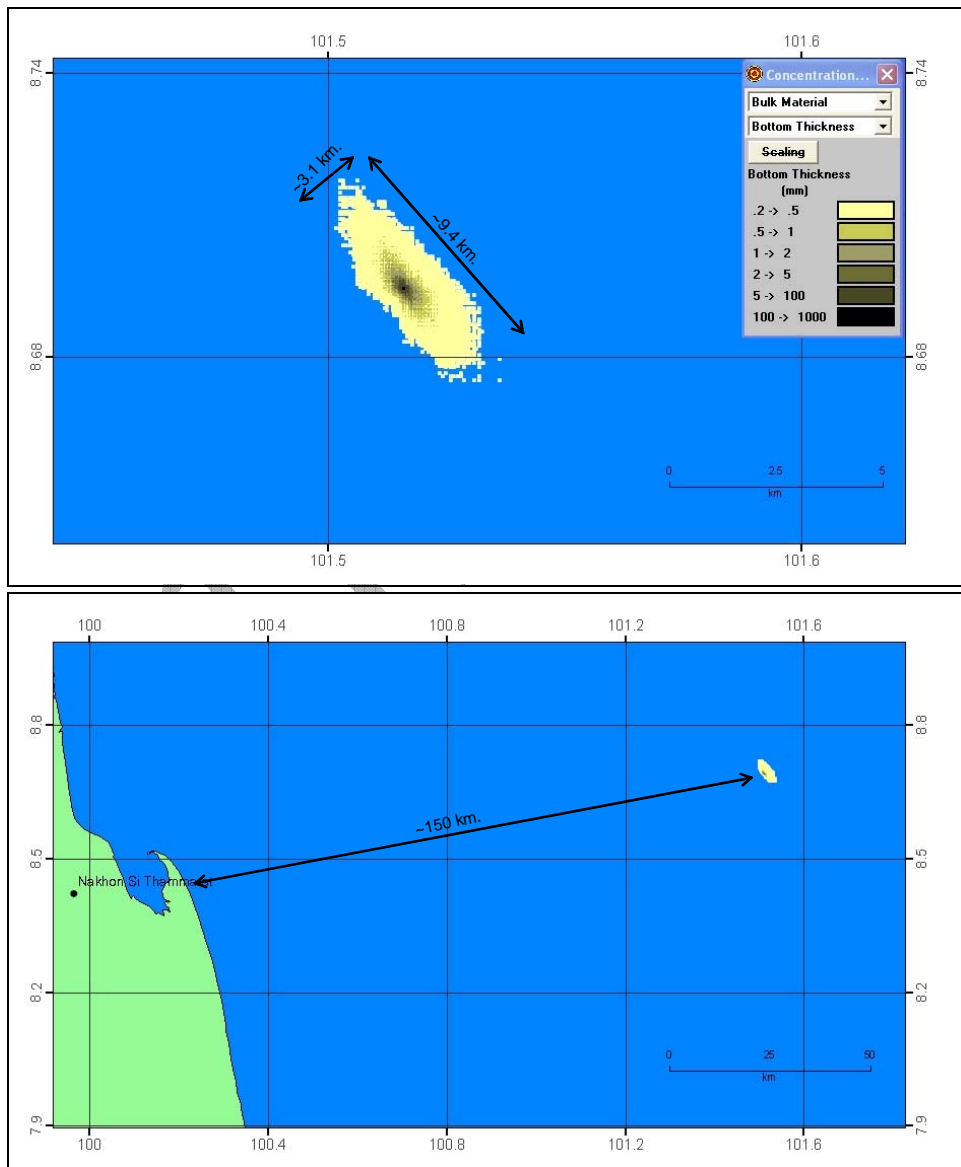 101.5 101.6
8.74 8.74
Concentration...
Bulk Material
Bottom Thickness
Scaling
Bottom Thickness
(mm)
.2 -> .5
.5 -> 1
1 -> 2
2 -> 5
5 -> 100
100 -> 1000
~3.1 km.
~9.4 km.
8.68 8.68
0 2.5 5
km
101.5 101.6
100 100.4 100.8 101.2 101.6
8.8 8.8
~150 km.
8.5 8.5
Nakhon Si Thammarat
8.2 8.2
0 25 50
km
7.9 7.9
100 100.4 100.8 101.2 101.6